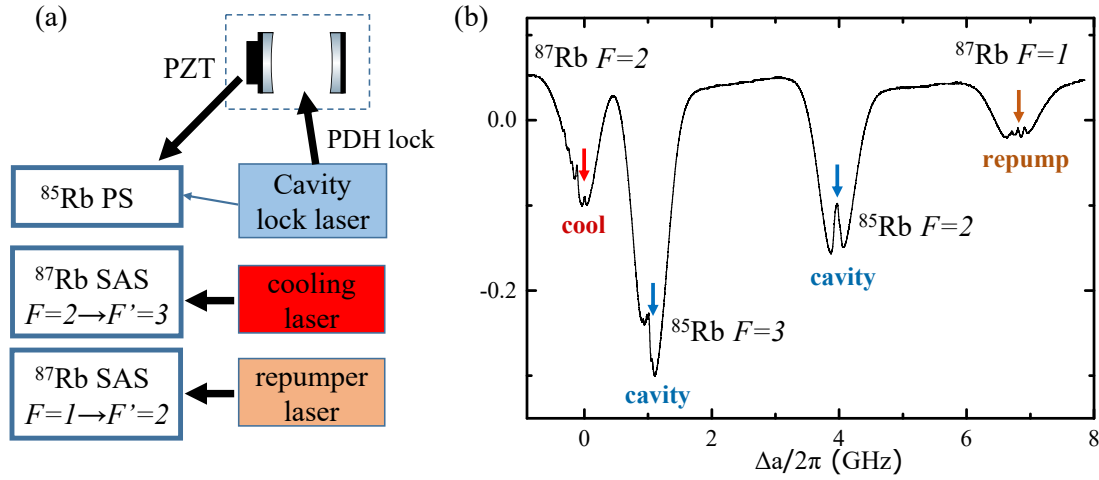 (a)
PZT
PDH lock
⁸⁵Rb PS
Cavity
lock laser
⁸⁷Rb SAS
F=2→F'=3
cooling
laser
⁸⁷Rb SAS
F=1→F'=2
repumper
laser
(b)
⁸⁷Rb F=2
⁸⁷Rb F=1
0.0
cool
repump
⁸⁵Rb F=2
cavity
-0.2
⁸⁵Rb F=3
cavity
0 2 4 6 8
Δa/2π (GHz)